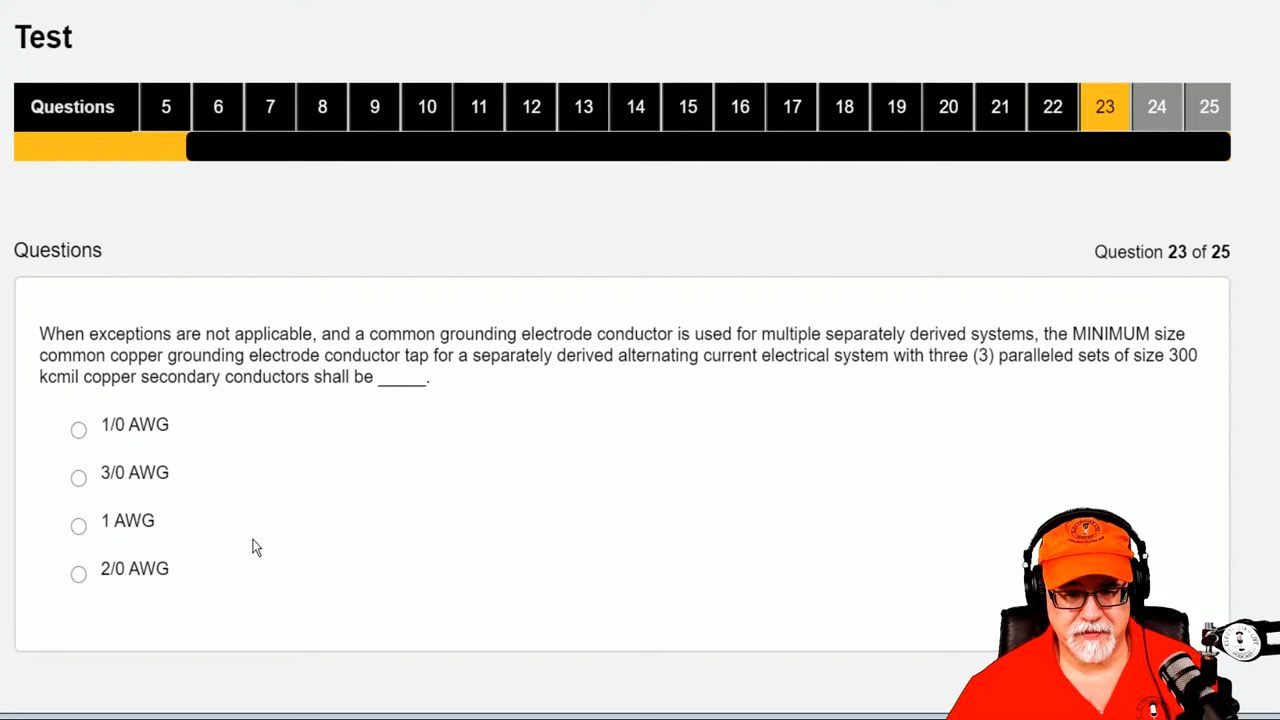 Test
Questions 5 6 7 8 9 10 11 12 13 14 15 16 17 18 19 20 21 22 23 24 25
Questions
Question 23 of 25
When exceptions are not applicable, and a common grounding electrode conductor is used for multiple separately derived systems, the MINIMUM size
common copper grounding electrode conductor tap for a separately derived alternating current electrical system with three (3) paralleled sets of size 300
kcmil copper secondary conductors shall be _____.
1/0 AWG
3/0 AWG
1 AWG
2/0 AWG